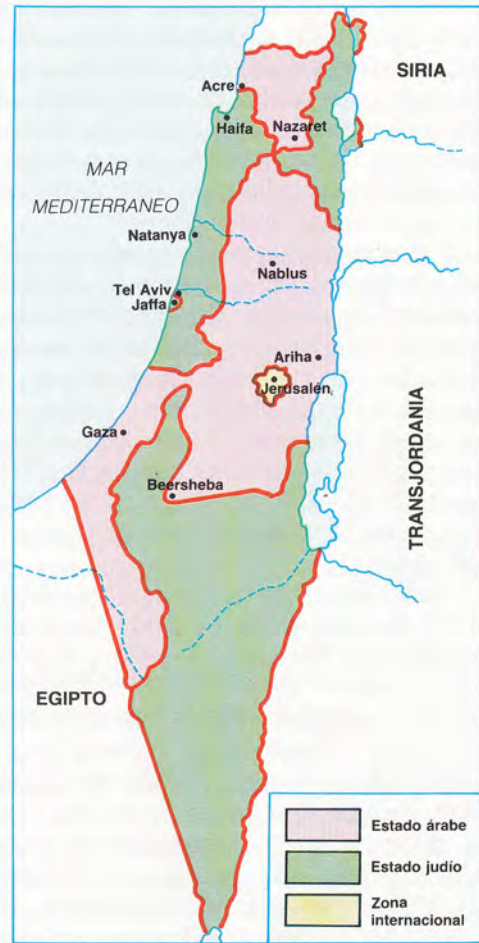 SIRIA
Acre
Haifa
Nazaret
MAR
MEDITERRANEO
Natanya
Nablus
Tel Aviv
Jaffa
Ariha
Jerusalén
Gaza
Beersheba
TRANSJORDANIA
EGIPTO
Estado árabe
Estado judío
Zona
internacional